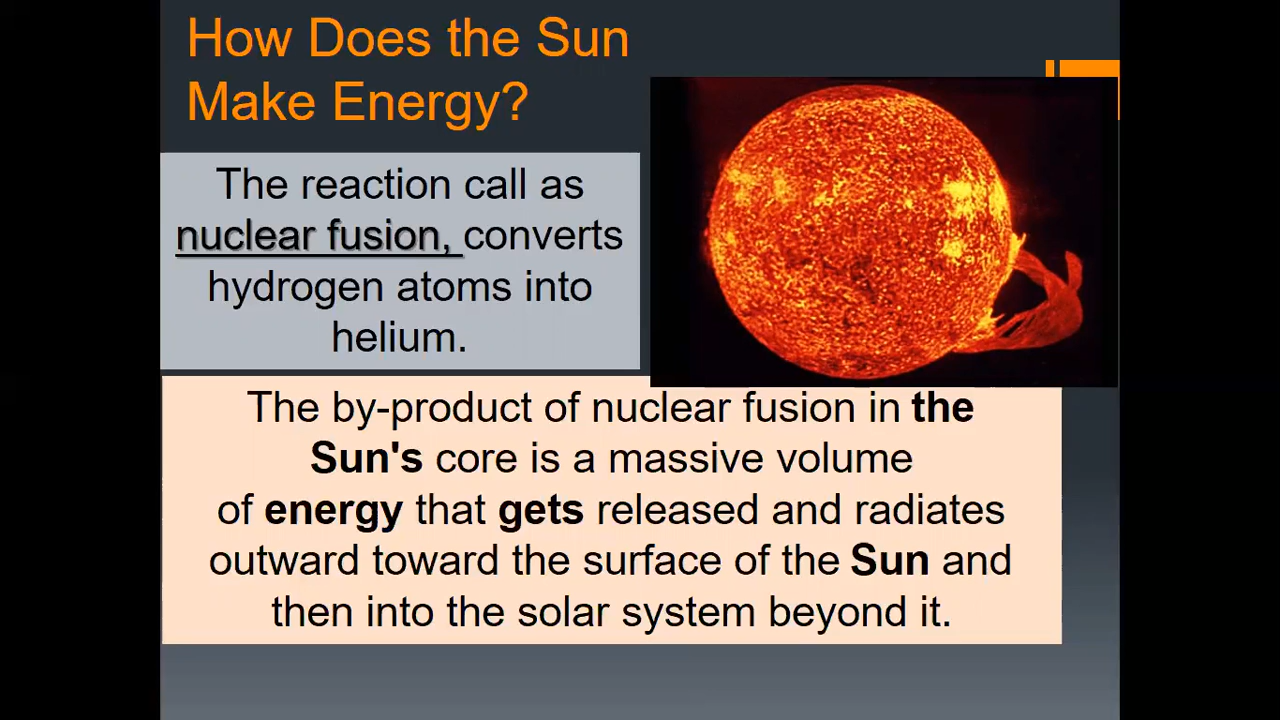 How Does the Sun
Make Energy?
The reaction call as
nuclear fusion, converts
hydrogen atoms into
helium.
The by-product of nuclear fusion in the
Sun's core is a massive volume
of energy that gets released and radiates
outward toward the surface of the Sun and
then into the solar system beyond it.